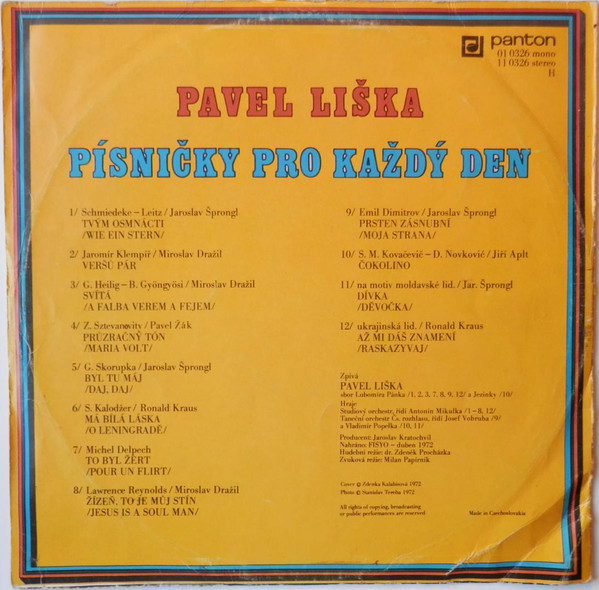 panton
01 0326 mono
11 0326 stereo
H
PAVEL LIŠKA
PÍSNIČKY PRO KAŽDÝ DEN
1/ Schmiedeke – Leitz / Jaroslav Šprongl
TVÝM OSMNÁCTI
/WIE EIN STERN/
2/ Jaromír Klempíř / Miroslav Dražil
VERŠŮ PÁR
3/ G. Heilig – B. Gyöngyösi / Miroslav Dražil
SVÍTÁ
/A FALBA VEREM A FEJEM/
4/ Z. Sztevanovity / Pavel Žák
PRŮZRAČNÝ TÓN
/MARIA VOLT/
5/ G. Skorupka / Jaroslav Šprongl
BYL TU MÁJ
/DAJ, DAJ/
6/ S. Kalodžer / Ronald Kraus
MÁ BÍLÁ LÁSKA
/O LENINGRADĚ/
7/ Michel Delpech
TO BYL ŽERT
/POUR UN FLIRT/
8/ Lawrence Reynolds / Miroslav Dražil
ŽÍZEŇ, TO JE MŮJ STÍN
/JESUS IS A SOUL MAN/
9/ Emil Dimitrov / Jaroslav Šprongl
PRSTEN ZÁSNUBNÍ
/MOJA STRANA/
10/ S. M. Kovačevič – D. Novkovič / Jiří Aplt
ČOKOLINO
11/ na motiv moldavské lid. / Jar. Šprongl
DÍVKA
/DĚVOČKA/
12/ ukrajinská lid. / Ronald Kraus
AŽ MI DÁŠ ZNAMENÍ
/RASKAZYVAJ/
Zpívá
PAVEL LIŠKA
sbor Lubomíra Pánka /1, 2, 3, 7, 8, 9, 12/ a Jezinky /10/
Hraje
Studiový orchestr, řídí Antonín Mikulka /1–8, 12/
Taneční orchestr Čs. rozhlasu, řídí Josef Vobruba /9/
a Vladimír Popelka /10, 11/
Producent: Jaroslav Kratochvíl
Natáčeno: FISYO – duben 1972
Hudební režie: dr. Zdeněk Procházka
Zvuková režie: Milan Papírník
Cover © Zdenka Kalabisová 1972
Photo © Stanislav 1972
All rights of copying, broadcasting
or public performances are reserved
Made in Czechoslovakia